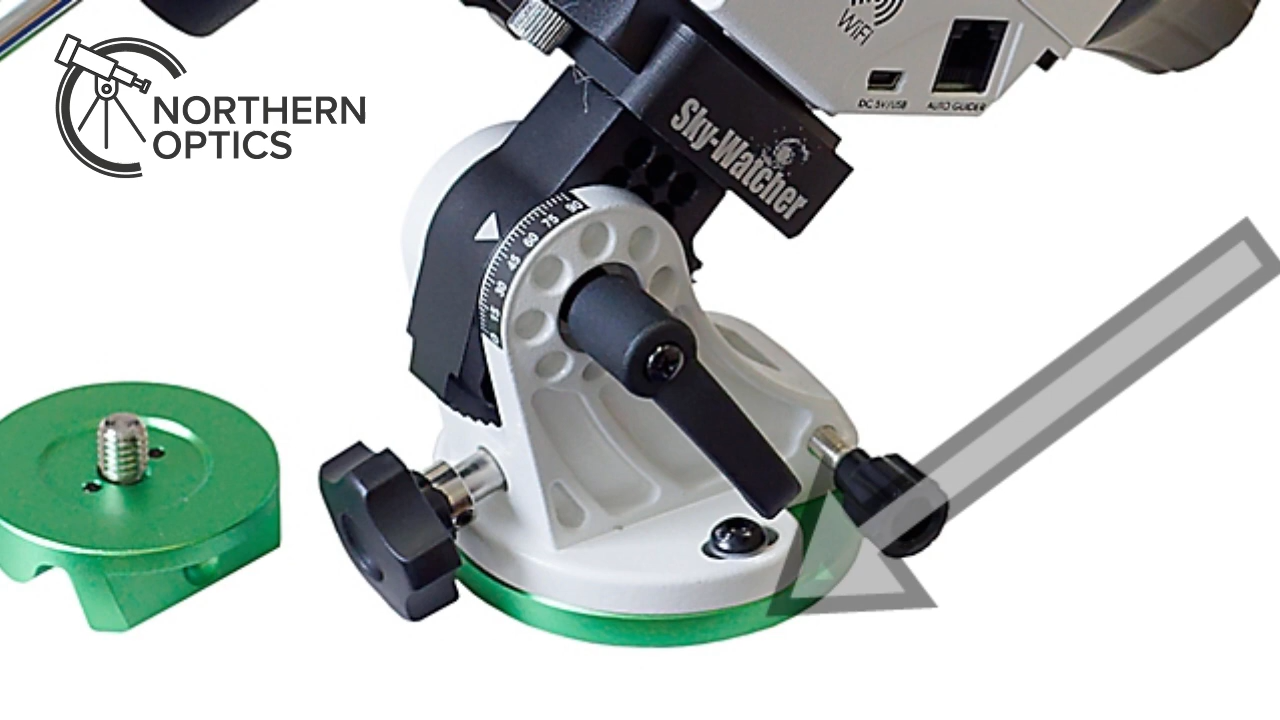 NORTHERN
OPTICS
WiFi
DC 5V/USB
AUTO GUIDER
Sky-Watcher
90
75
60
45
30
15
0